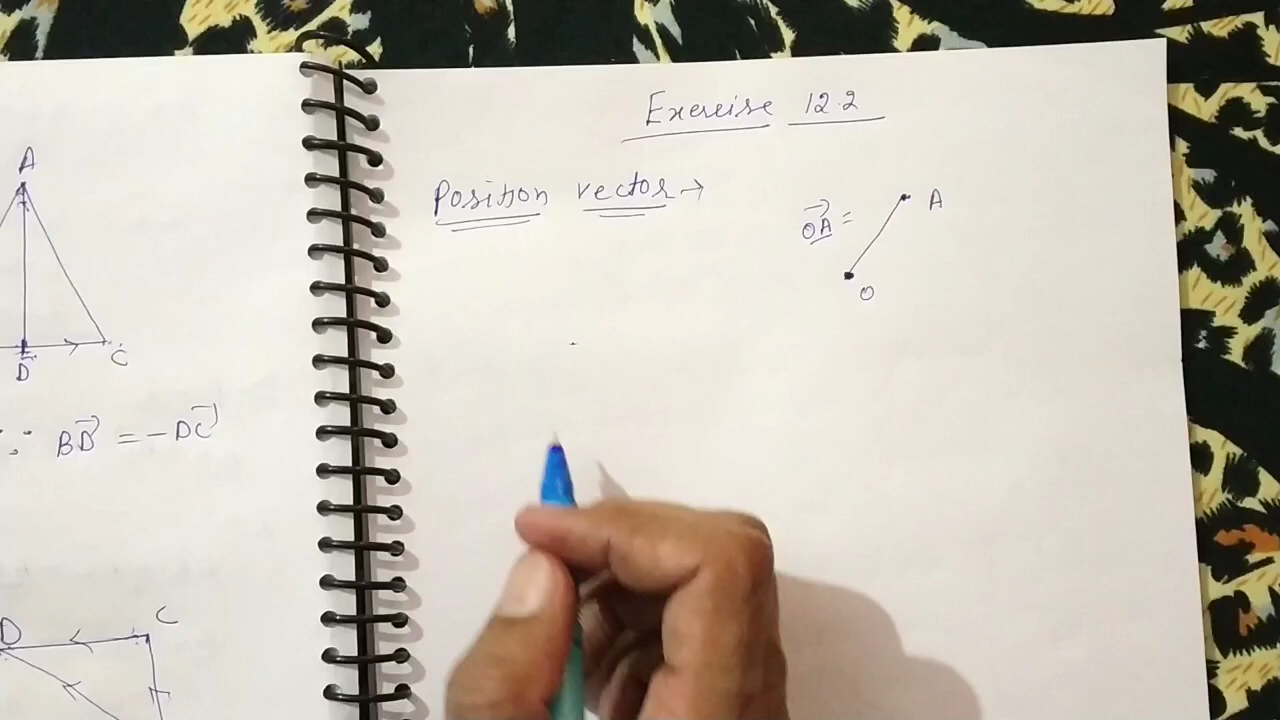 A
D
C
∵ BD⃗ = -DC⃗
D
C
Exercise 12.2
Position vector →
OA⃗ =
A
O